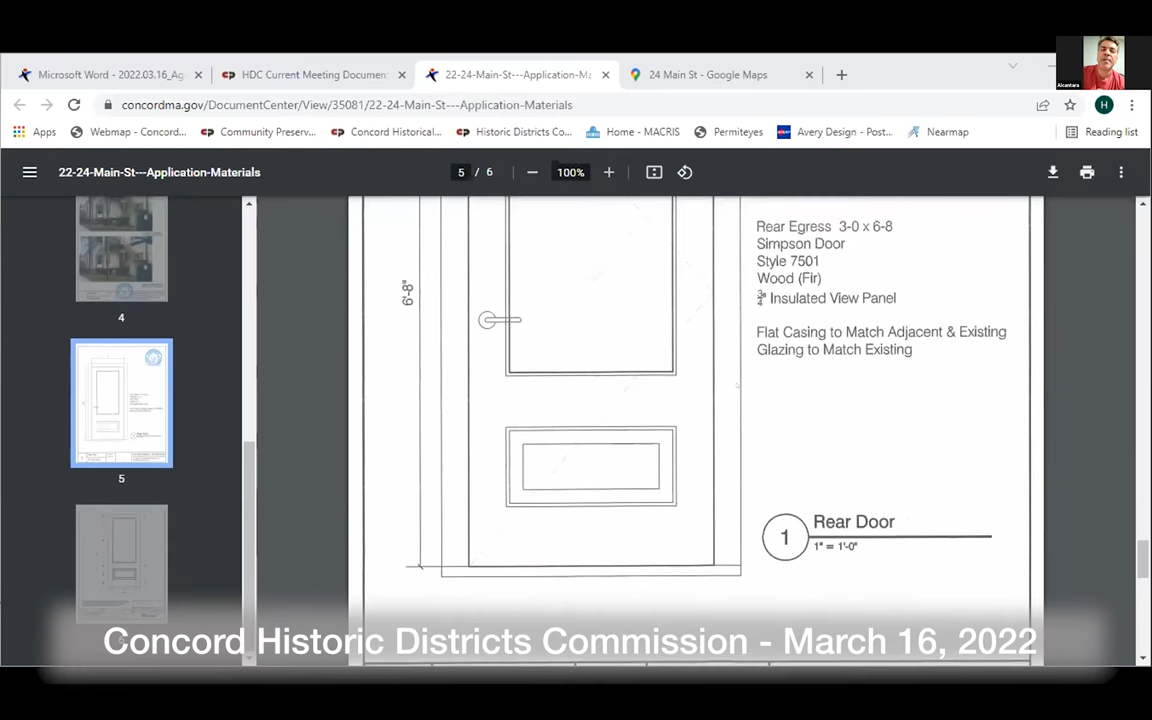 Alcantara
Microsoft Word - 2022.03.16_Ag
HDC Current Meeting Documen
22-24-Main-St---Application-Ma
24 Main St - Google Maps
concordma.gov/DocumentCenter/View/35081/22-24-Main-St---Application-Materials
H
Apps
Webmap - Concord...
Community Preserv...
Concord Historical...
Historic Districts Co...
Home - MACRIS
Permiteyes
Avery Design - Post...
Nearmap
Reading list
22-24-Main-St---Application-Materials
5 / 6
100%
4
5
6'-8"
Rear Egress 3-0 x 6-8
Simpson Door
Style 7501
Wood (Fir)
3/4" Insulated View Panel
Flat Casing to Match Adjacent & Existing
Glazing to Match Existing
1
Rear Door
1" = 1'-0"
Concord Historic Districts Commission - March 16, 2022